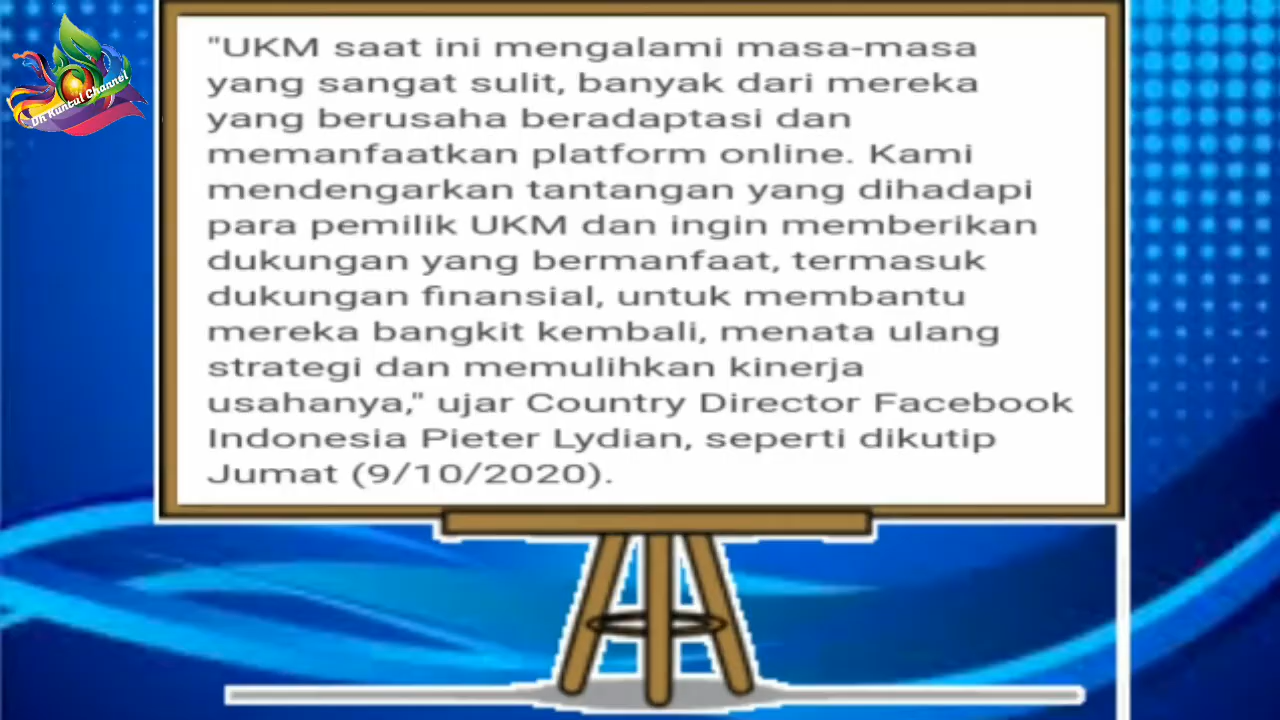 DK Kuntul Channel
"UKM saat ini mengalami masa-masa
yang sangat sulit, banyak dari mereka
yang berusaha beradaptasi dan
memanfaatkan platform online. Kami
mendengarkan tantangan yang dihadapi
para pemilik UKM dan ingin memberikan
dukungan yang bermanfaat, termasuk
dukungan finansial, untuk membantu
mereka bangkit kembali, menata ulang
strategi dan memulihkan kinerja
usahanya," ujar Country Director Facebook
Indonesia Pieter Lydian, seperti dikutip
Jumat (9/10/2020).